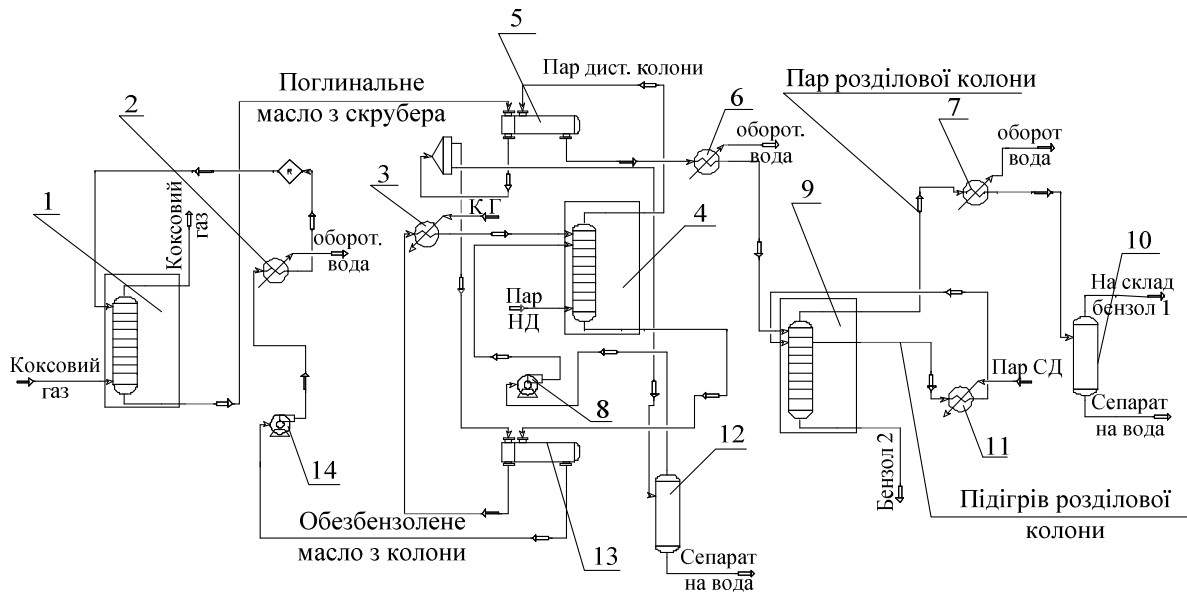 5
Пар дист. колони
Поглинальне
масло з скрубера
Пар розділової колони
2
6
оборот.
вода
7
оборот
вода
R
3
К.Г
1
Коксовий
газ
оборот.
вода
4
9
10
На склад
бензол 1
Пар
НД
Коксовий
газ
Пар СД
8
11
Сепарат
на вода
14
12
Бензол 2
Підігрів розділової
колони
Обезбензолене
масло з колони
13
Сепарат
на вода